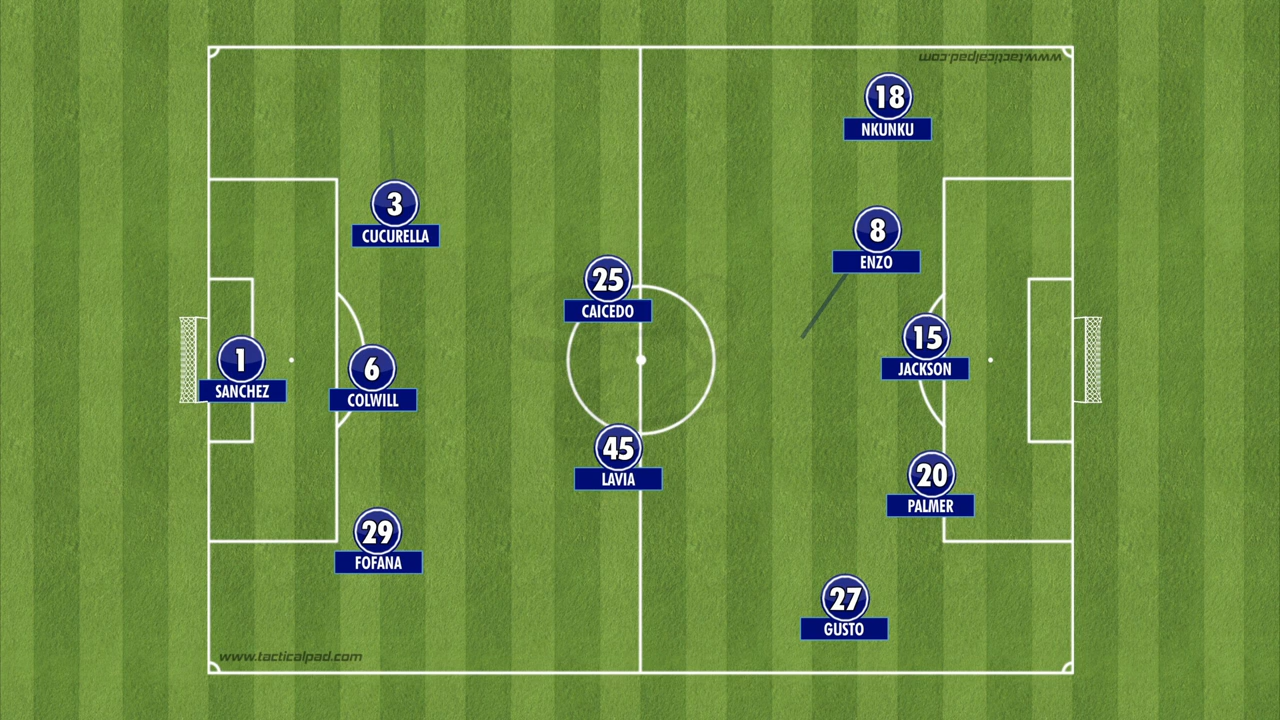 www.tacticalpad.com
18
NKUNKU
3
CUCURELLA
8
ENZO
25
CAICEDO
15
JACKSON
1
SANCHEZ
6
COLWILL
45
LAVIA
20
PALMER
29
FOFANA
27
GUSTO
www.tacticalpad.com